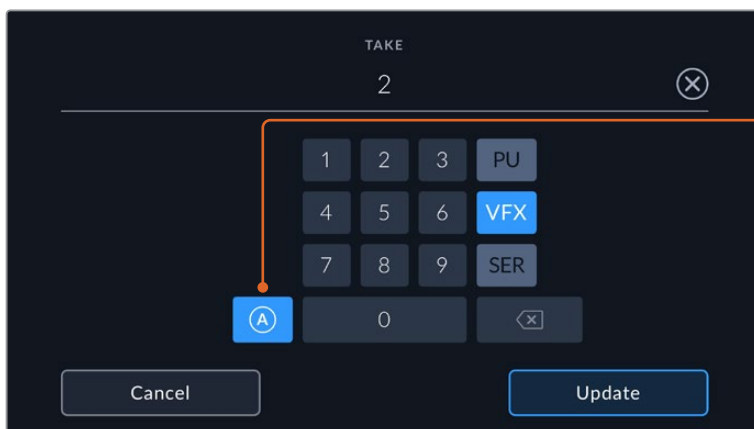 TAKE
2
1 2 3 PU
4 5 6 VFX
7 8 9 SER
A 0
Cancel Update